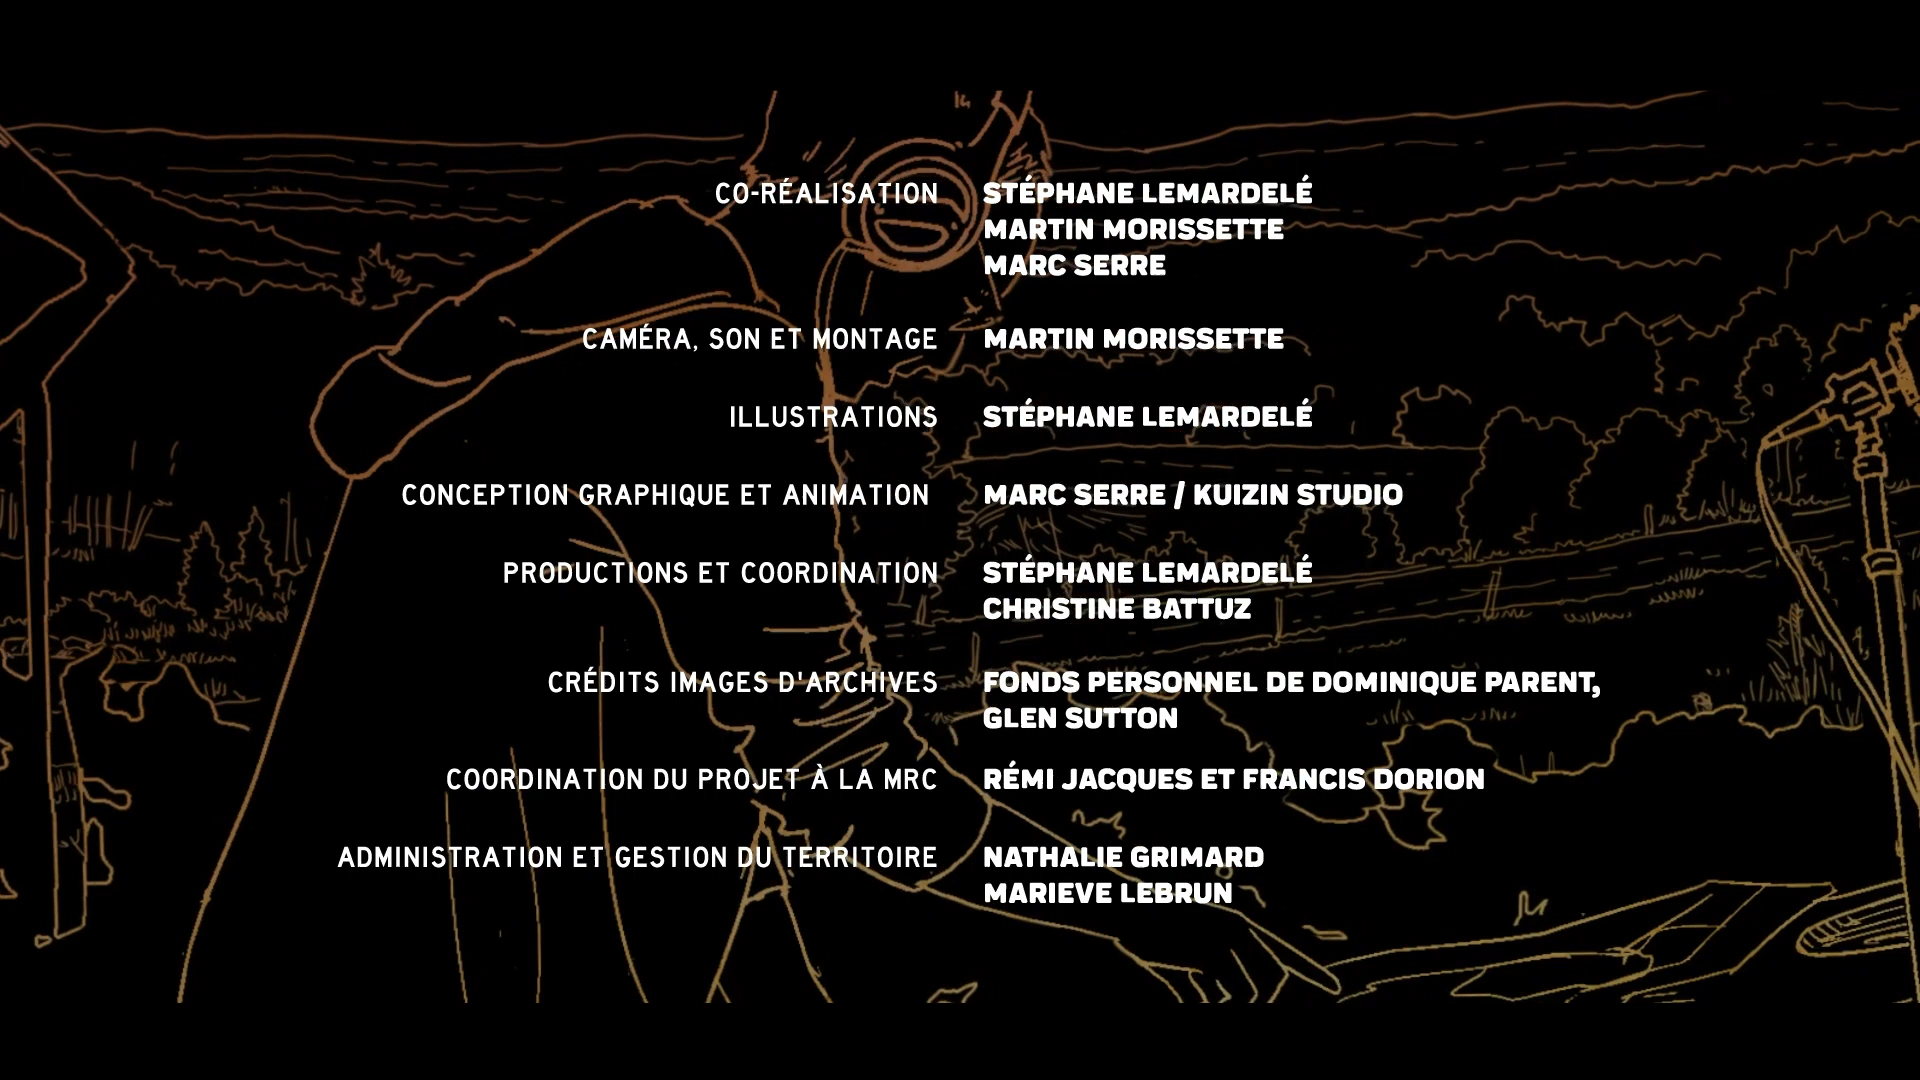 CO-RÉALISATION STÉPHANE LEMARDELÉ
MARTIN MORISSETTE
MARC SERRE
CAMÉRA, SON ET MONTAGE MARTIN MORISSETTE
ILLUSTRATIONS STÉPHANE LEMARDELÉ
CONCEPTION GRAPHIQUE ET ANIMATION MARC SERRE / KUIZIN STUDIO
PRODUCTIONS ET COORDINATION STÉPHANE LEMARDELÉ
CHRISTINE BATTUZ
CRÉDITS IMAGES D'ARCHIVES FONDS PERSONNEL DE DOMINIQUE PARENT,
GLEN SUTTON
COORDINATION DU PROJET À LA MRC RÉMI JACQUES ET FRANCIS DORION
ADMINISTRATION ET GESTION DU TERRITOIRE NATHALIE GRIMARD
MARIEVE LEBRUN